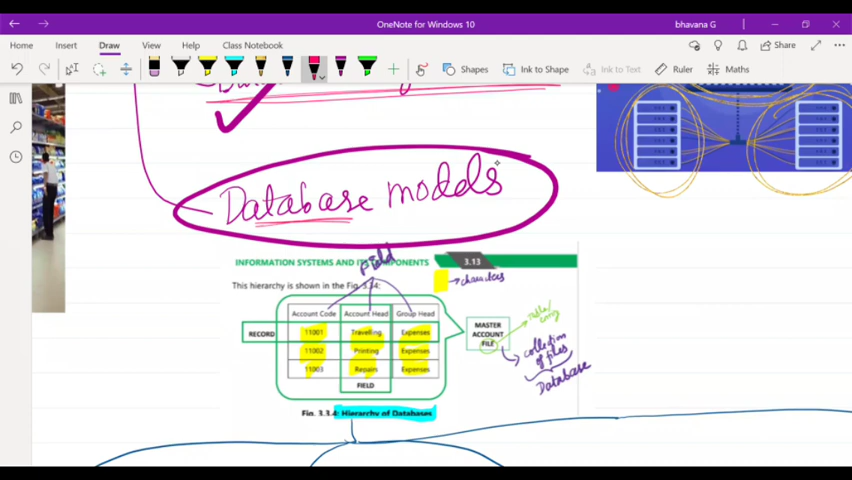 OneNote for Windows 10
bhavana G
Home Insert Draw View Help Class Notebook
Share
Shapes
Ink to Shape
Ink to Text
Ruler
Maths
Database models
INFORMATION SYSTEMS AND ITS COMPONENTS
3.13
Field
This hierarchy is shown in the Fig. 3.3.4:
characters
Account Code Account Head Group Head
RECORD
11001 Travelling Expenses
11002 Printing Expenses
11003 Repairs Expenses
FIELD
MASTER
ACCOUNT
FILE
Table/
collection
of files
Database
Fig. 3.3.4: Hierarchy of Databases